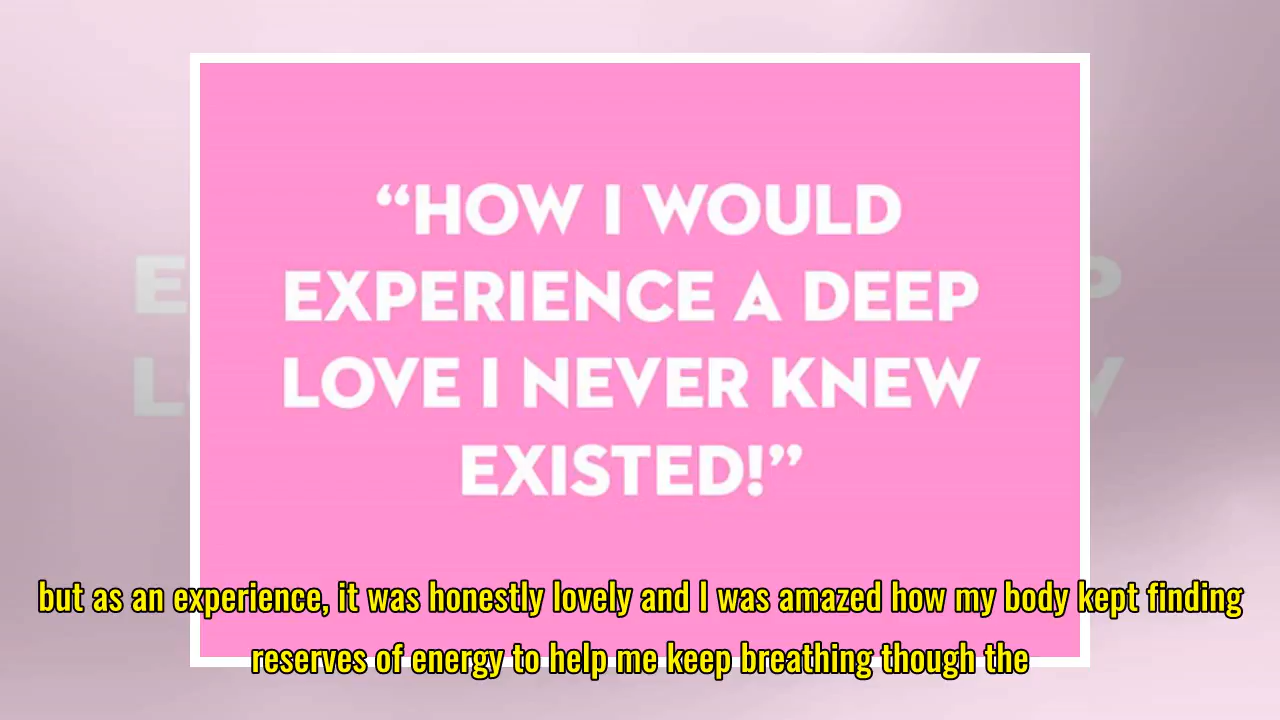 “HOW I WOULD
EXPERIENCE A DEEP
LOVE I NEVER KNEW
EXISTED!”
but as an experience, it was honestly lovely and I was amazed how my body kept finding
reserves of energy to help me keep breathing though the